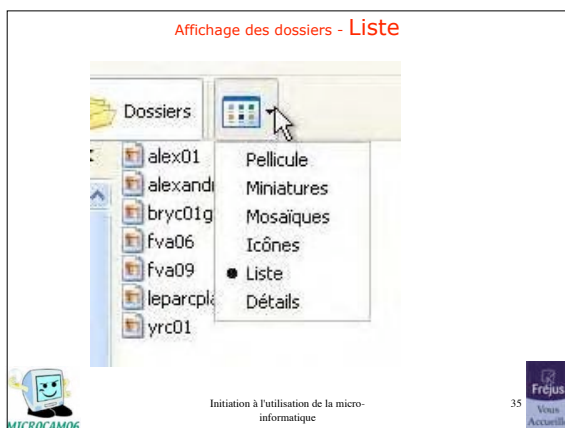 Affichage des dossiers - Liste
Dossiers
alex01
alexand
bryc01g
fva06
fva09
leparcpla
yrc01
Pellicule
Miniatures
Mosaïques
Icônes
Liste
Détails
MICROCAM06
Initiation à l'utilisation de la micro-
informatique
35
Fréjus
Vous
Accueille